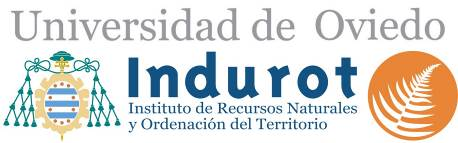 Universidad de Oviedo
Indurot
Instituto de Recursos Naturales
y Ordenación del Territorio